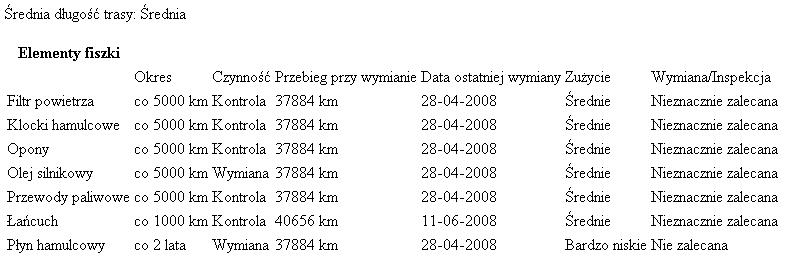 Średnia długość trasy: Średnia
Elementy fiszki
Okres Czynność Przebieg przy wymianie Data ostatniej wymiany Zużycie Wymiana/Inspekcja
Filtr powietrza co 5000 km Kontrola 37884 km 28-04-2008 Średnie Nieznacznie zalecana
Klocki hamulcowe co 5000 km Kontrola 37884 km 28-04-2008 Średnie Nieznacznie zalecana
Opony co 5000 km Kontrola 37884 km 28-04-2008 Średnie Nieznacznie zalecana
Olej silnikowy co 5000 km Wymiana 37884 km 28-04-2008 Średnie Nieznacznie zalecana
Przewody paliwowe co 5000 km Kontrola 37884 km 28-04-2008 Średnie Nieznacznie zalecana
Łańcuch co 1000 km Kontrola 40656 km 11-06-2008 Średnie Nieznacznie zalecana
Płyn hamulcowy co 2 lata Wymiana 37884 km 28-04-2008 Bardzo niskie Nie zalecana